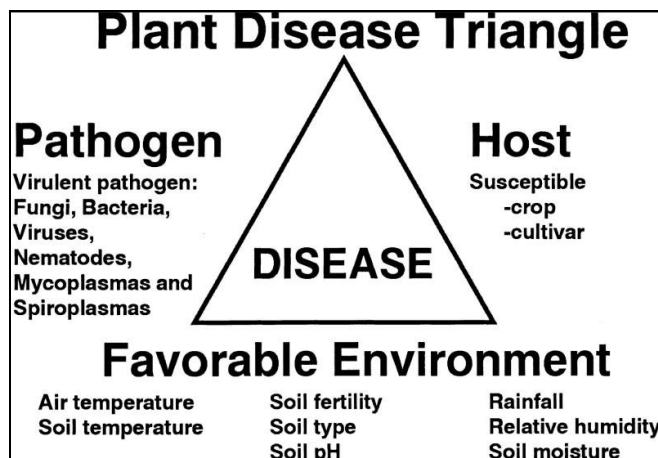 Plant Disease Triangle
Pathogen
Virulent pathogen:
Fungi, Bacteria,
Viruses,
Nematodes,
Mycoplasmas and
Spiroplasmas
Host
Susceptible
-crop
-cultivar
DISEASE
Favorable Environment
Air temperature
Soil temperature
Soil fertility
Soil type
Soil pH
Rainfall
Relative humidity
Soil moisture